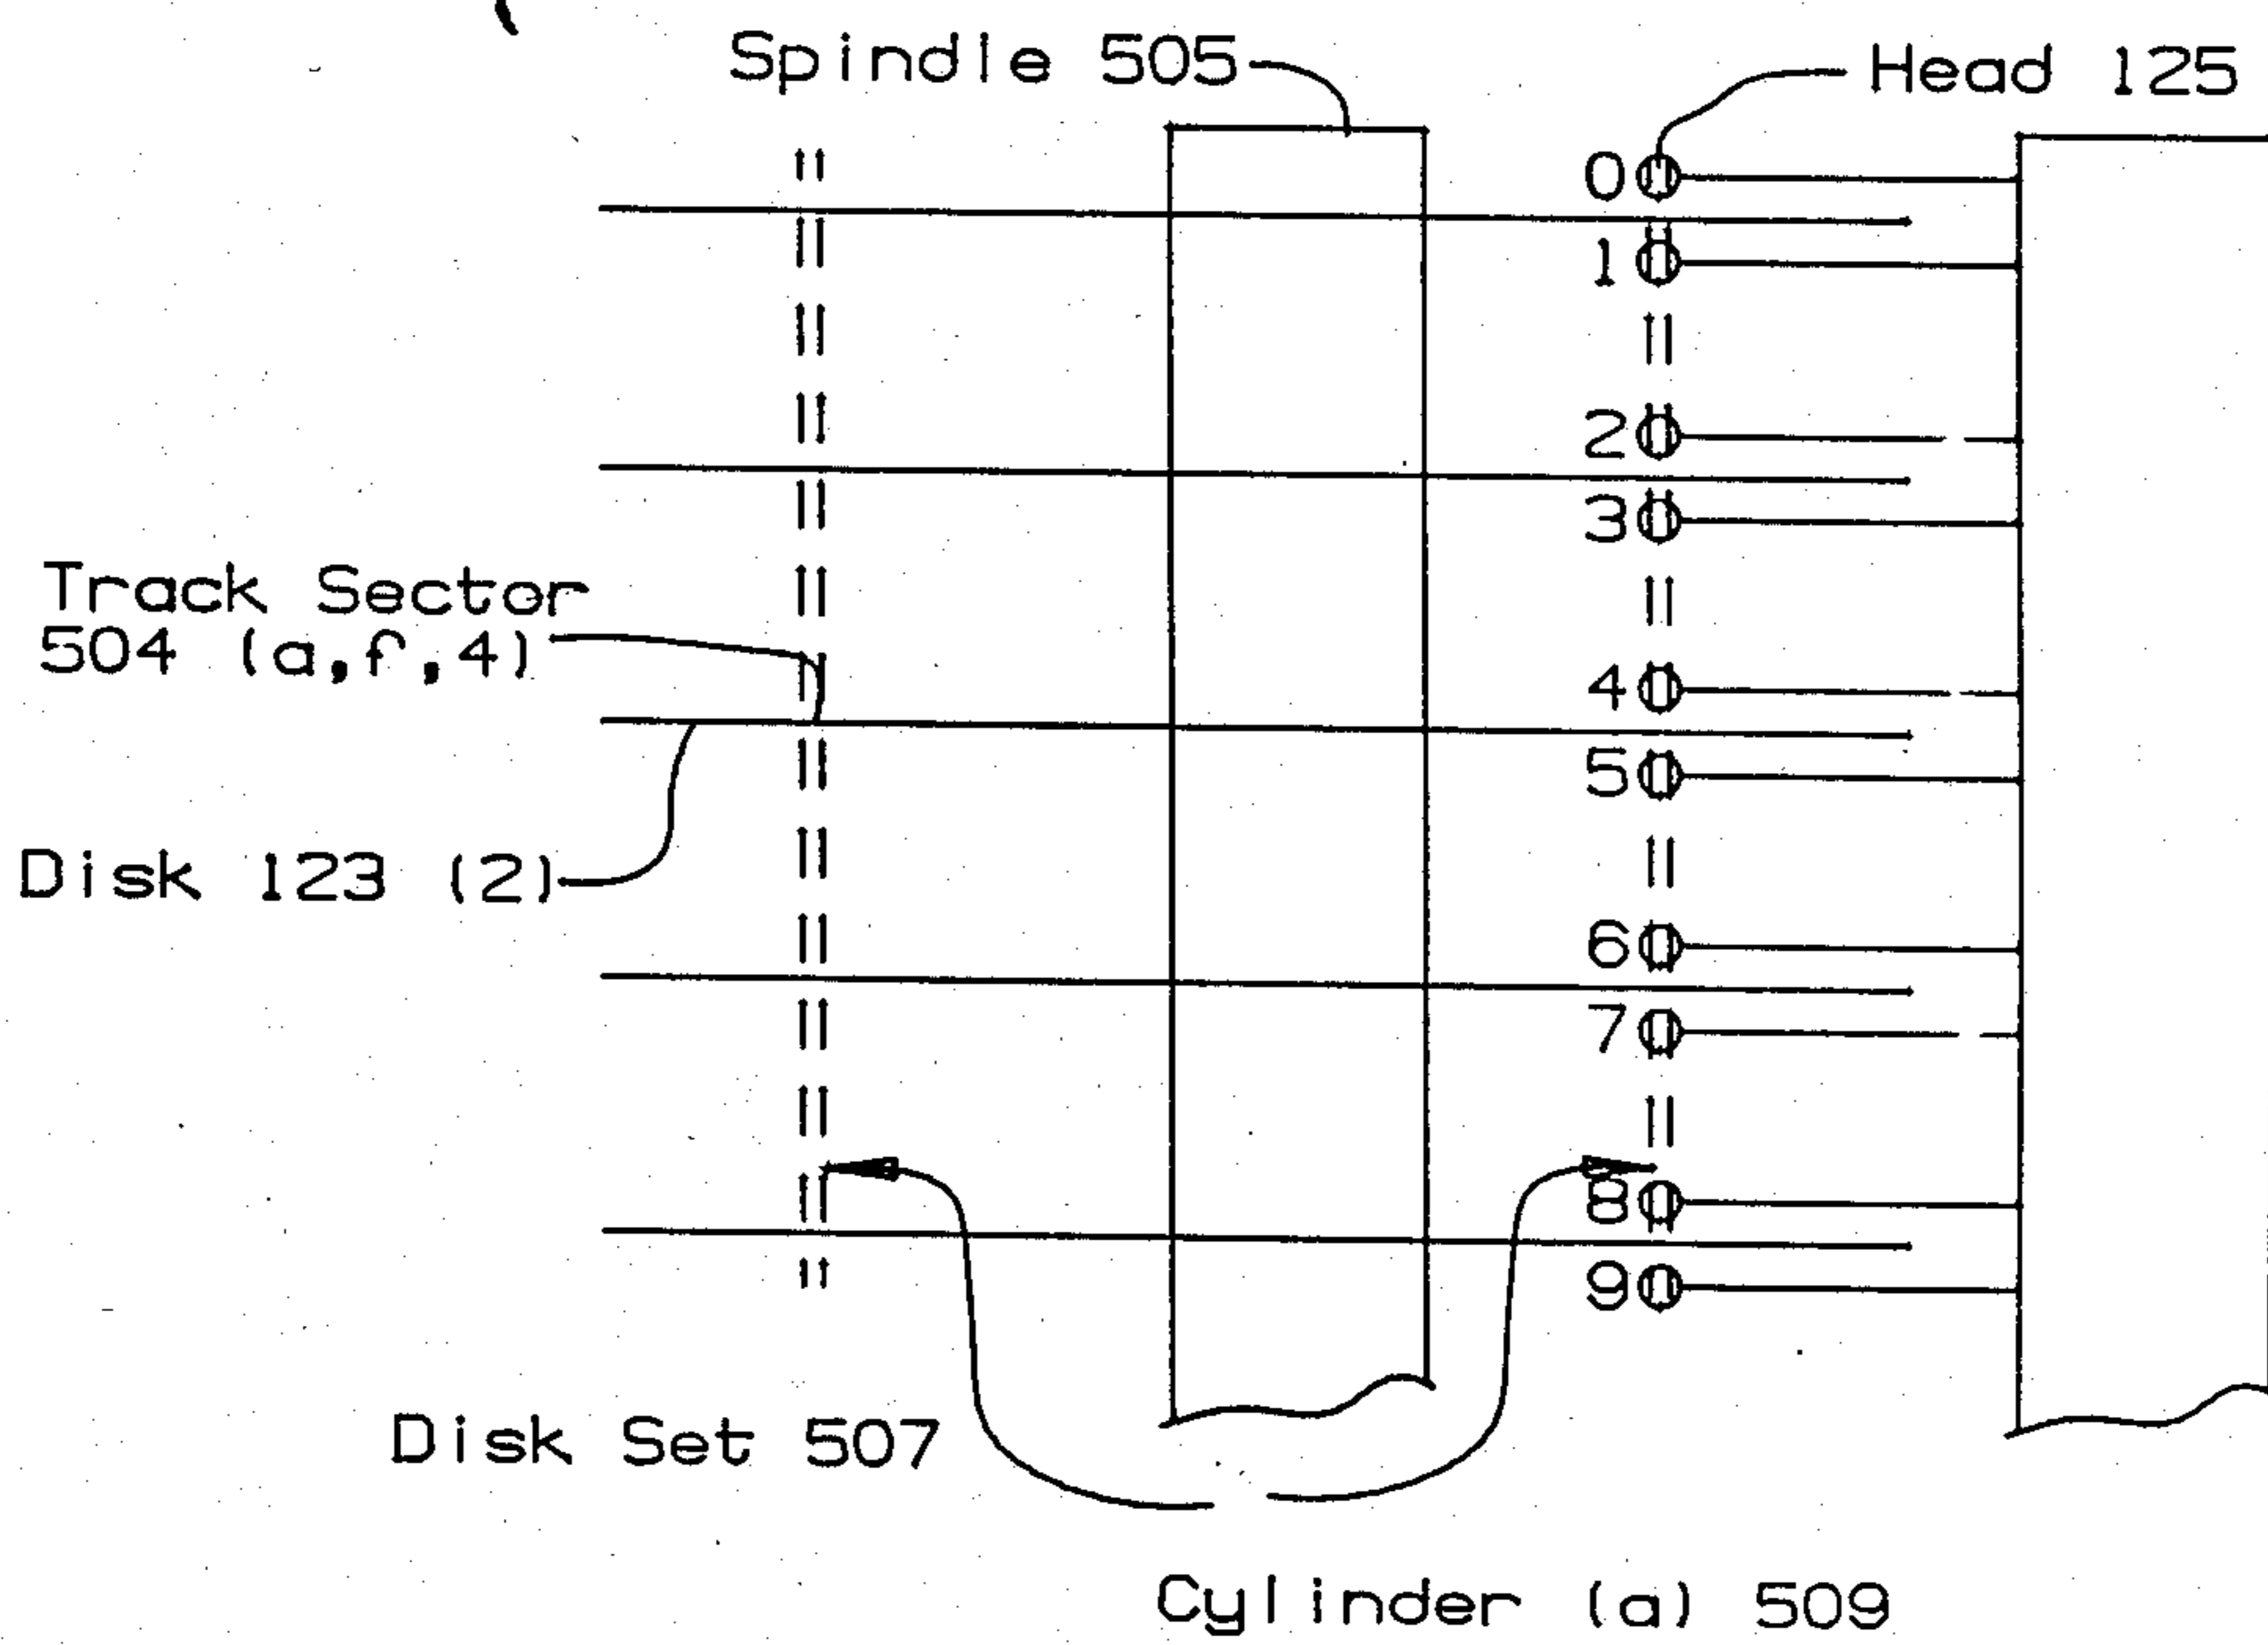 Spindle 505
Head 125
0
1
2
3
Track Sector
504 (a,f,4)
4
5
Disk 123 (2)
6
7
8
9
Disk Set 507
Cylinder (a) 509